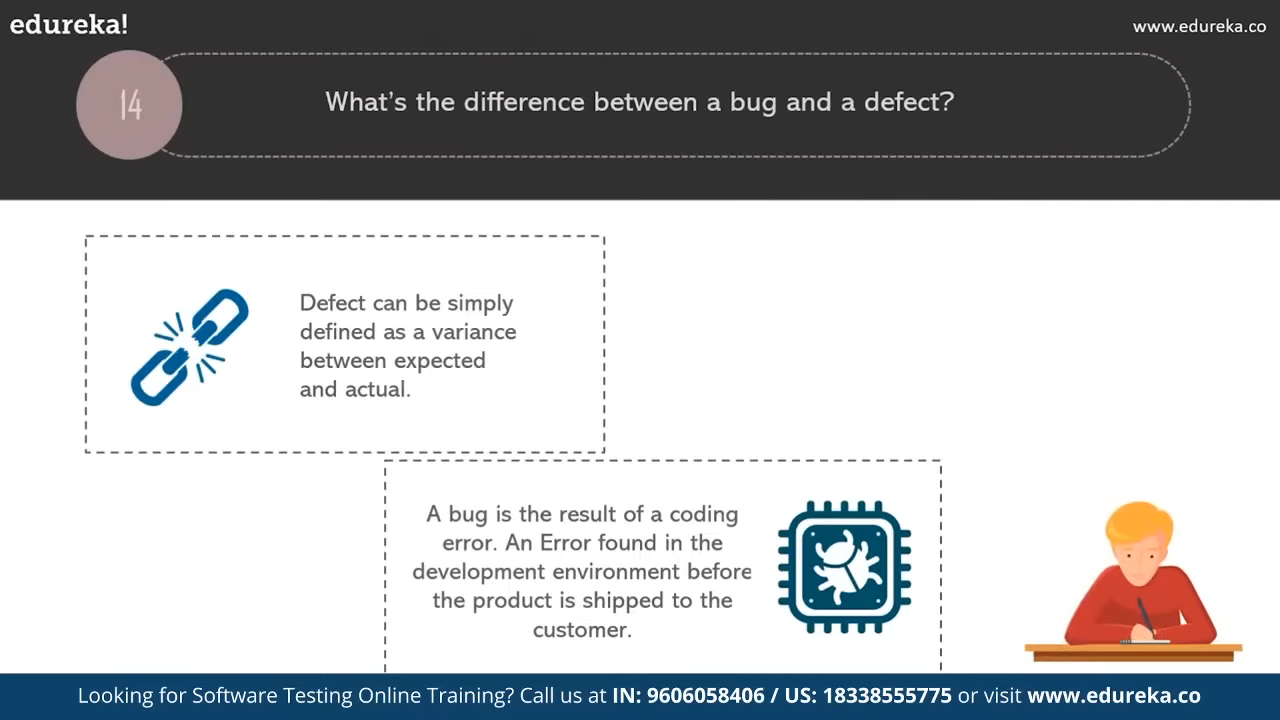 edureka!
www.edureka.co
14
What's the difference between a bug and a defect?
Defect can be simply
defined as a variance
between expected
and actual.
A bug is the result of a coding
error. An Error found in the
development environment before
the product is shipped to the
customer.
Looking for Software Testing Online Training? Call us at IN: 9606058406 / US: 18338555775 or visit www.edureka.co